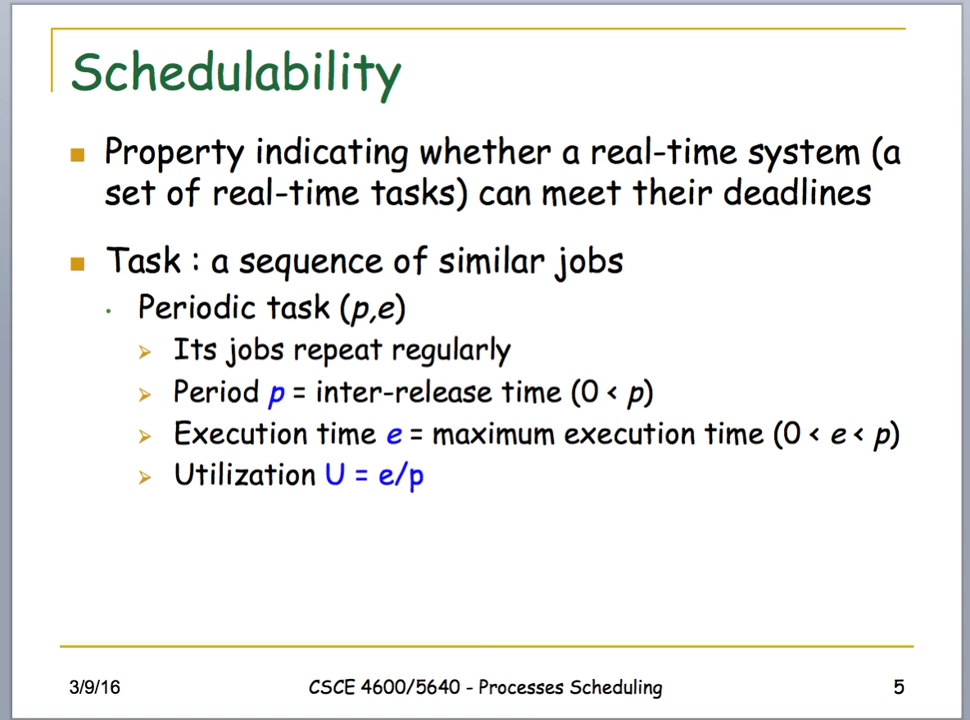 Schedulability
Property indicating whether a real-time system (a
set of real-time tasks) can meet their deadlines
Task : a sequence of similar jobs
Periodic task (p,e)
Its jobs repeat regularly
Period p = inter-release time (0 < p)
Execution time e = maximum execution time (0 < e < p)
Utilization U = e/p
3/9/16
CSCE 4600/5640 - Processes Scheduling
5